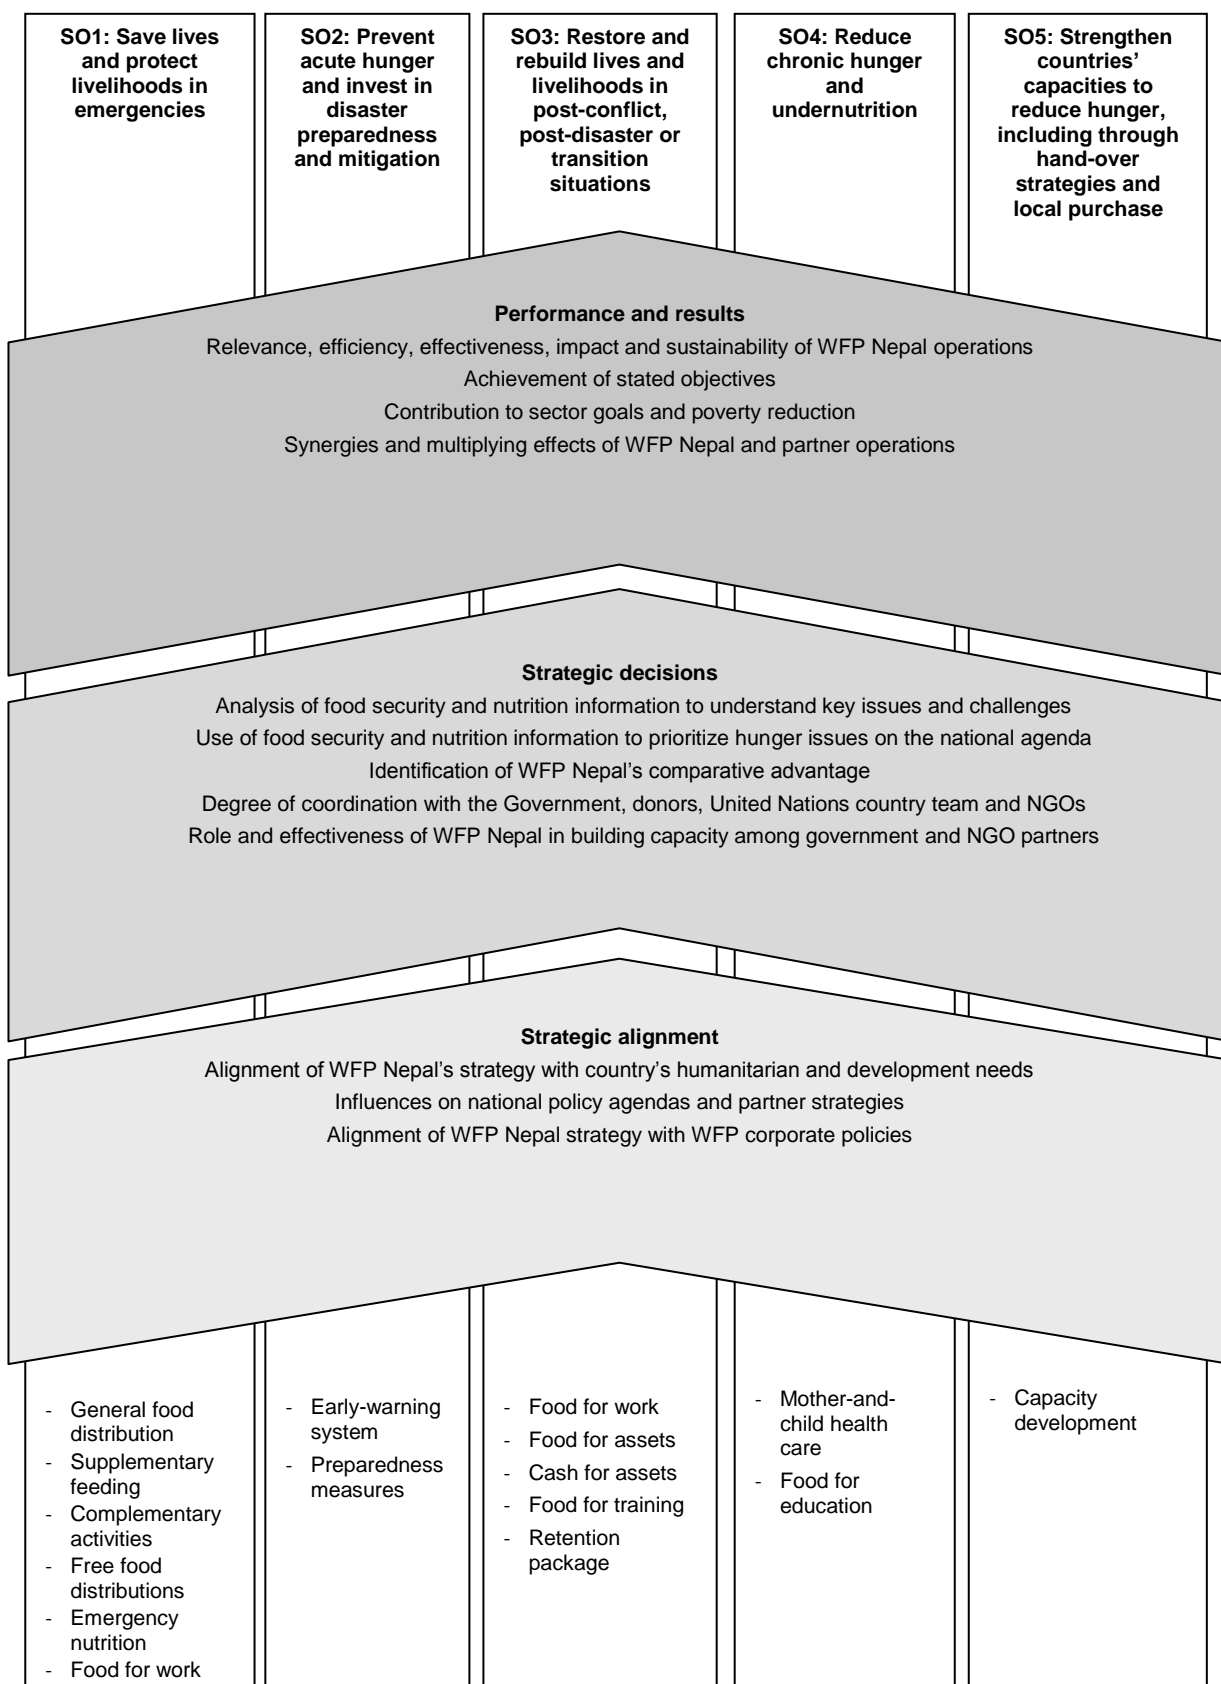 SO1: Save lives
and protect
livelihoods in
emergencies
SO2: Prevent
acute hunger
and invest in
disaster
preparedness
and mitigation
SO3: Restore and
rebuild lives and
livelihoods in
post-conflict,
post-disaster or
transition
situations
SO4: Reduce
chronic hunger
and
undernutrition
SO5: Strengthen
countries'
capacities to
reduce hunger,
including through
hand-over
strategies and
local purchase
Performance and results
Relevance, efficiency, effectiveness, impact and sustainability of WFP Nepal operations
Achievement of stated objectives
Contribution to sector goals and poverty reduction
Synergies and multiplying effects of WFP Nepal and partner operations
Strategic decisions
Analysis of food security and nutrition information to understand key issues and challenges
Use of food security and nutrition information to prioritize hunger issues on the national agenda
Identification of WFP Nepal's comparative advantage
Degree of coordination with the Government, donors, United Nations country team and NGOs
Role and effectiveness of WFP Nepal in building capacity among government and NGO partners
Strategic alignment
Alignment of WFP Nepal's strategy with country's humanitarian and development needs
Influences on national policy agendas and partner strategies
Alignment of WFP Nepal strategy with WFP corporate policies
- General food
distribution
- Supplementary
feeding
- Complementary
activities
- Free food
distributions
- Emergency
nutrition
- Food for work
- Early-warning
system
- Preparedness
measures
- Food for work
- Food for assets
- Cash for assets
- Food for training
- Retention
package
- Mother-and-
child health
care
- Food for
education
- Capacity
development